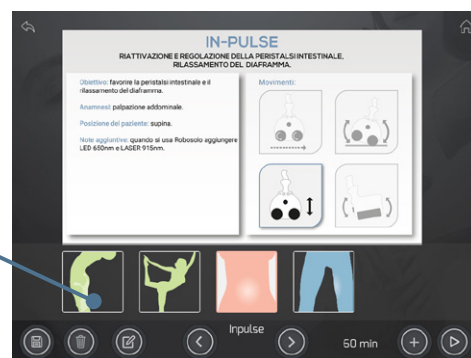 IN-PULSE
RIATTIVAZIONE E REGOLAZIONE DELLA PERISTALSI INTESTINALE,
RILASSAMENTO DEL DIAFRAMMA.
Obiettivo: favorire la peristalsi intestinale e il
rilassamento del diaframma.
Anamnesi: palpazione addominale.
Posizione del paziente: supina.
Note aggiuntive: quando si usa Robosolo aggiungere
LED 650nm e LASER 915nm.
Movimenti:
Inpulse
50 min